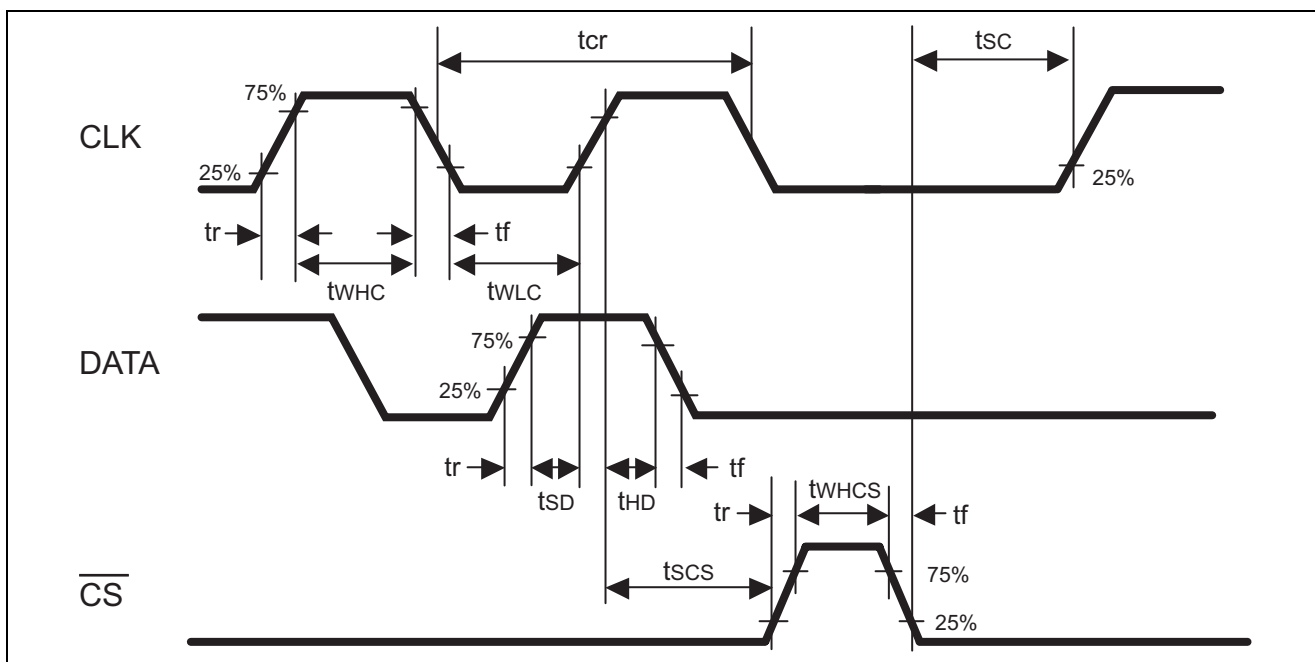 tcr
tSC
75%
CLK
25%
25%
tr
tf
tWHC
tWLC
75%
DATA
25%
tr
tf
tSD
tHD
tWHCS
tr
tf
tSCS
75%
CS
25%